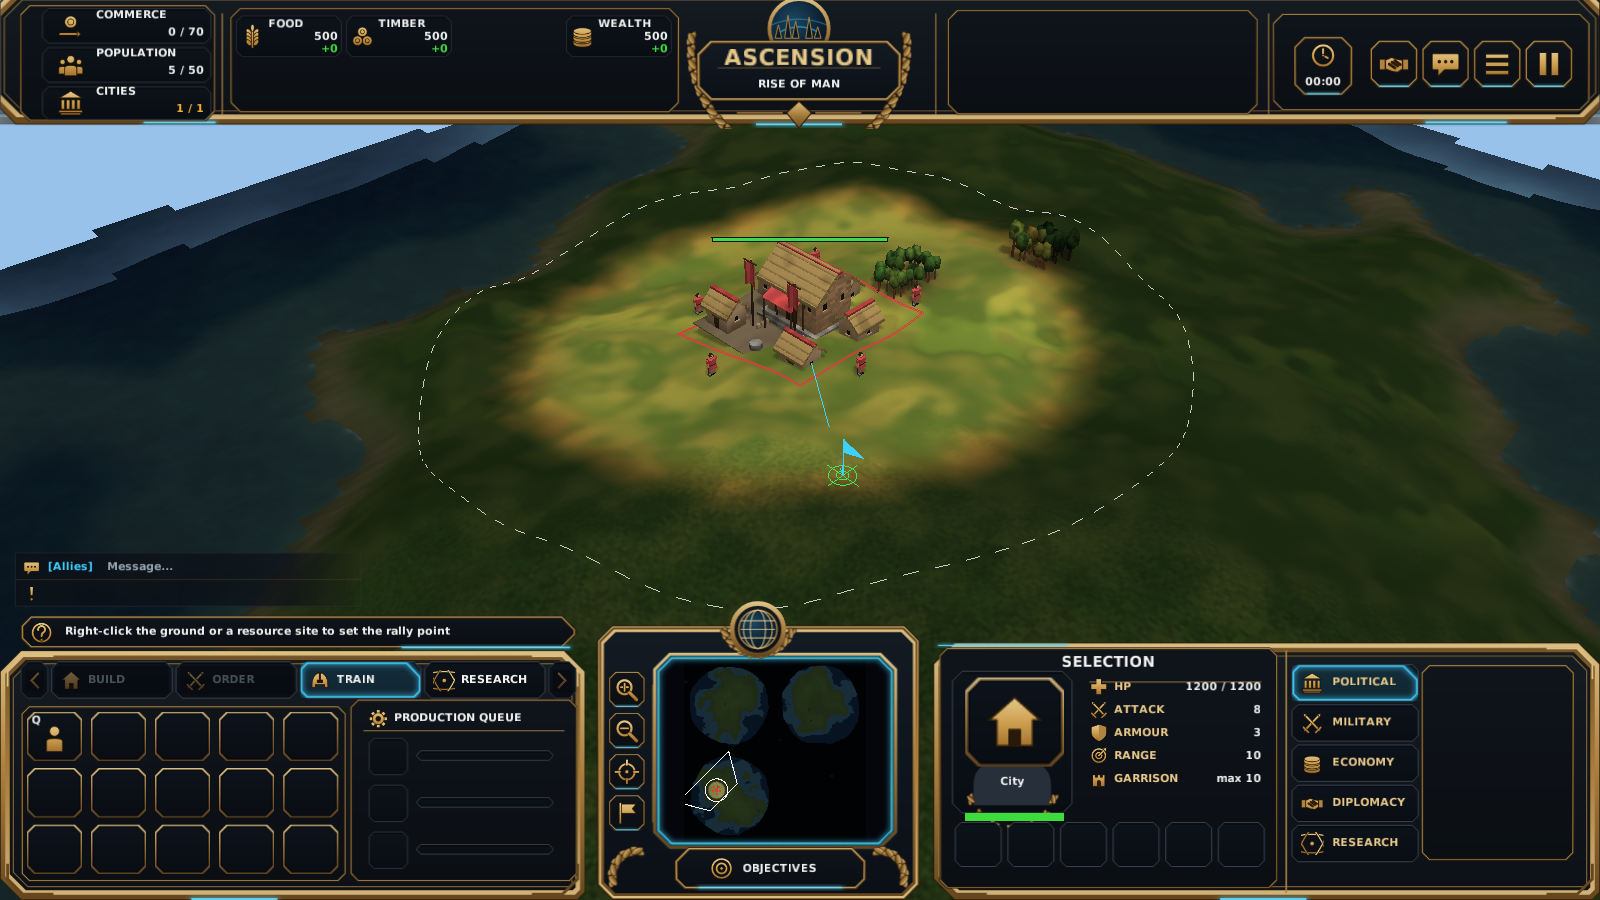 COMMERCE
0 / 70
POPULATION
5 / 50
CITIES
1 / 1
FOOD
500
+0
TIMBER
500
+0
WEALTH
500
+0
ASCENSION
RISE OF MAN
00:00
[Allies] Message...
!
Right-click the ground or a resource site to set the rally point
BUILD
ORDER
TRAIN
RESEARCH
Q
PRODUCTION QUEUE
OBJECTIVES
SELECTION
City
HP 1200 / 1200
ATTACK 8
ARMOUR 3
RANGE 10
GARRISON max 10
POLITICAL
MILITARY
ECONOMY
DIPLOMACY
RESEARCH